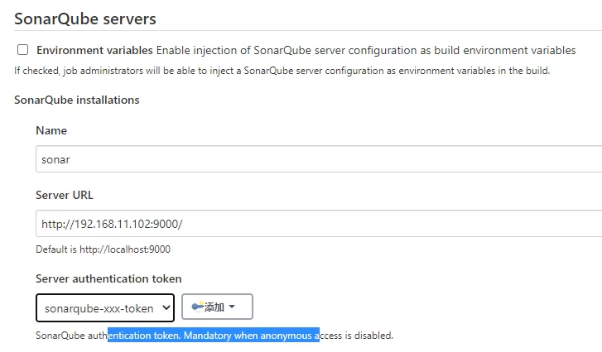 SonarQube servers
Environment variables Enable injection of SonarQube server configuration as build environment variables
If checked, job administrators will be able to inject a SonarQube server configuration as environment variables in the build.
SonarQube installations
Name
sonar
Server URL
http://192.168.11.102:9000/
Default is http://localhost:9000
Server authentication token
sonarqube-xxx-token 添加
SonarQube authentication token. Mandatory when anonymous access is disabled.